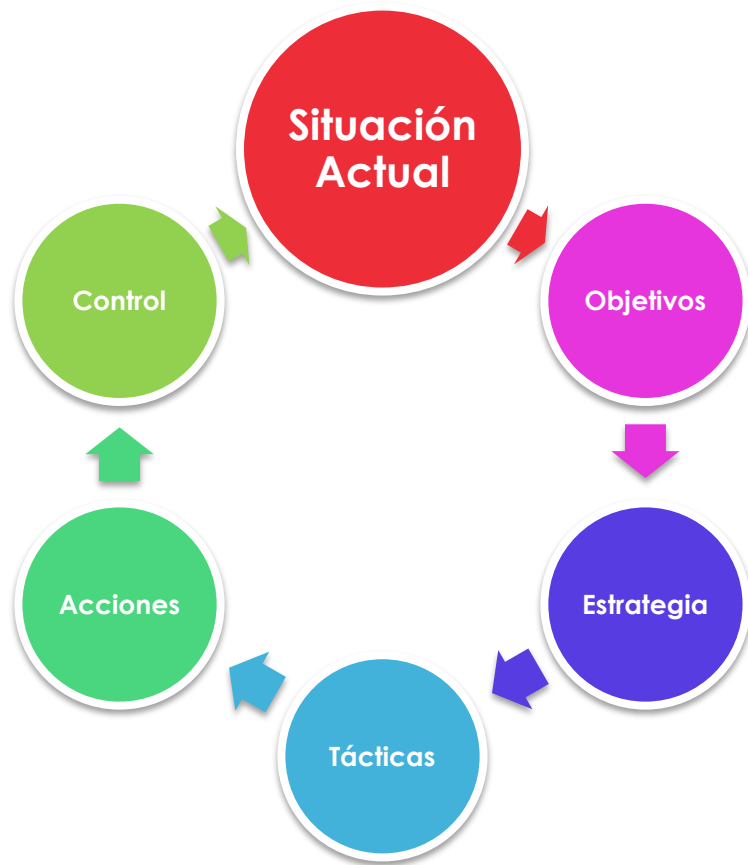 Situación
Actual
Objetivos
Estrategia
Tácticas
Acciones
Control